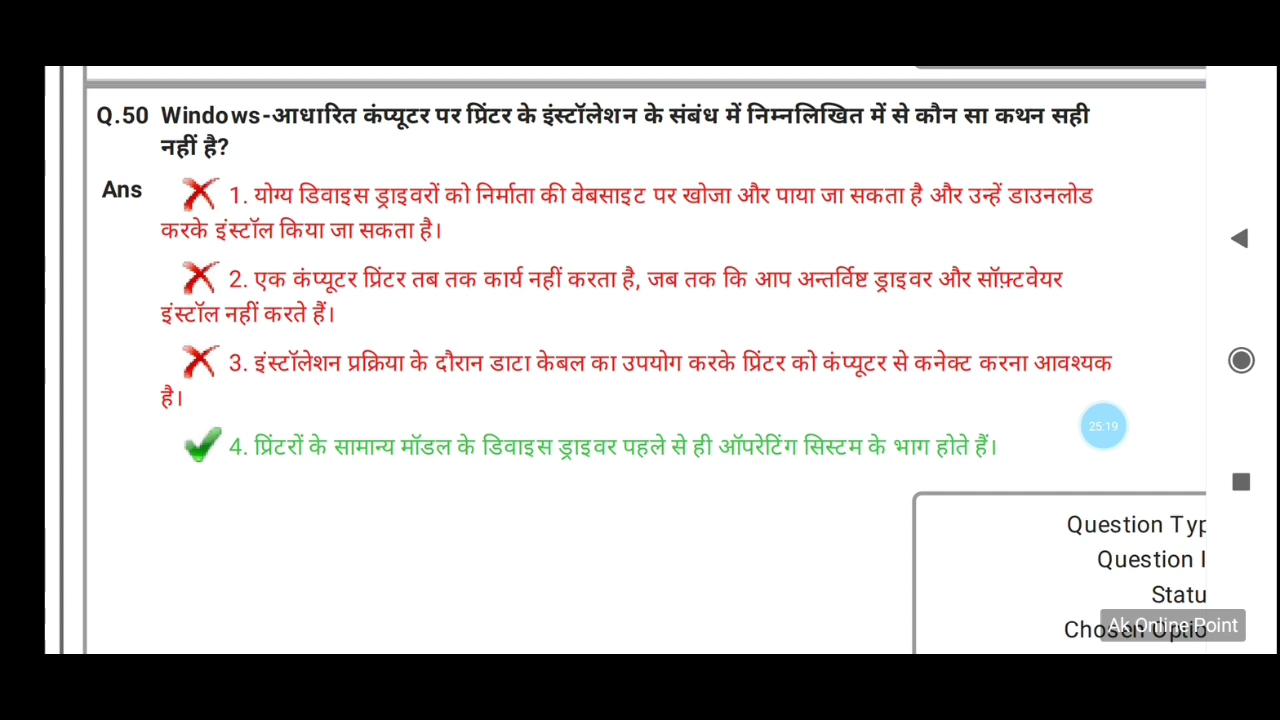 Q.50 Windows-आधारित कंप्यूटर पर प्रिंटर के इंस्टॉलेशन के संबंध में निम्नलिखित में से कौन सा कथन सही
नहीं है?
Ans 1. योग्य डिवाइस ड्राइवरों को निर्माता की वेबसाइट पर खोजा और पाया जा सकता है और उन्हें डाउनलोड
करके इंस्टॉल किया जा सकता है।
2. एक कंप्यूटर प्रिंटर तब तक कार्य नहीं करता है, जब तक कि आप अन्तर्विष्ट ड्राइवर और सॉफ़्टवेयर
इंस्टॉल नहीं करते हैं।
3. इंस्टॉलेशन प्रक्रिया के दौरान डाटा केबल का उपयोग करके प्रिंटर को कंप्यूटर से कनेक्ट करना आवश्यक
है।
4. प्रिंटरों के सामान्य मॉडल के डिवाइस ड्राइवर पहले से ही ऑपरेटिंग सिस्टम के भाग होते हैं।
25:19
Question Typ
Question I
Statu
Chosen Optio
Ak Online Point